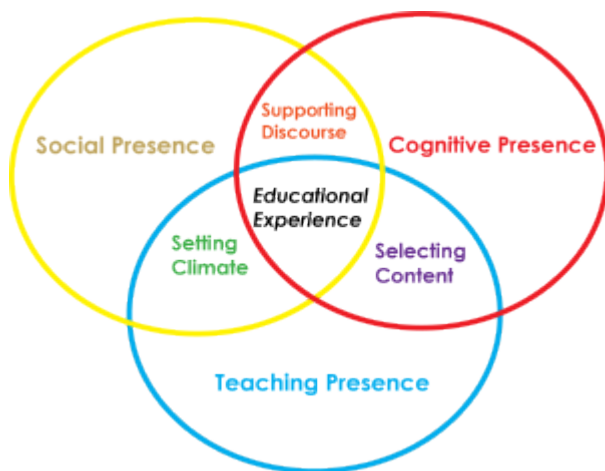 Supporting
Discourse
Social Presence
Cognitive Presence
Educational
Experience
Setting
Climate
Selecting
Content
Teaching Presence